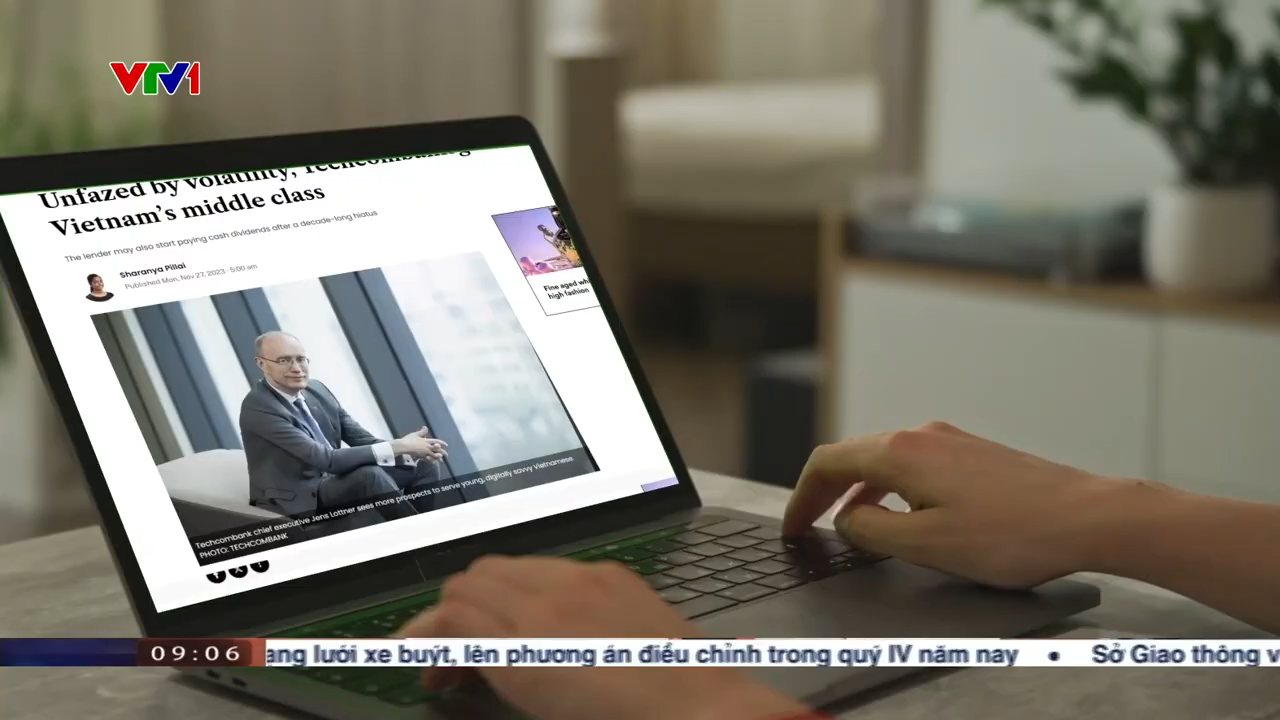 VTV1
Unfazed by volatility, Techcombank
Vietnam's middle class
The lender may also start paying cash dividends after a decade-long hiatus
Sharanya Pillai
Published Mon, Nov 27, 2023 · 5:00 am
Fine aged
high fashion
Techcombank chief executive Jens Lottner sees more prospects to serve young, digitally savvy Vietnamese.
PHOTO: TECHCOMBANK
09:06 ang lưới xe buýt, lên phương án điều chỉnh trong quý IV năm nay • Sở Giao thông v